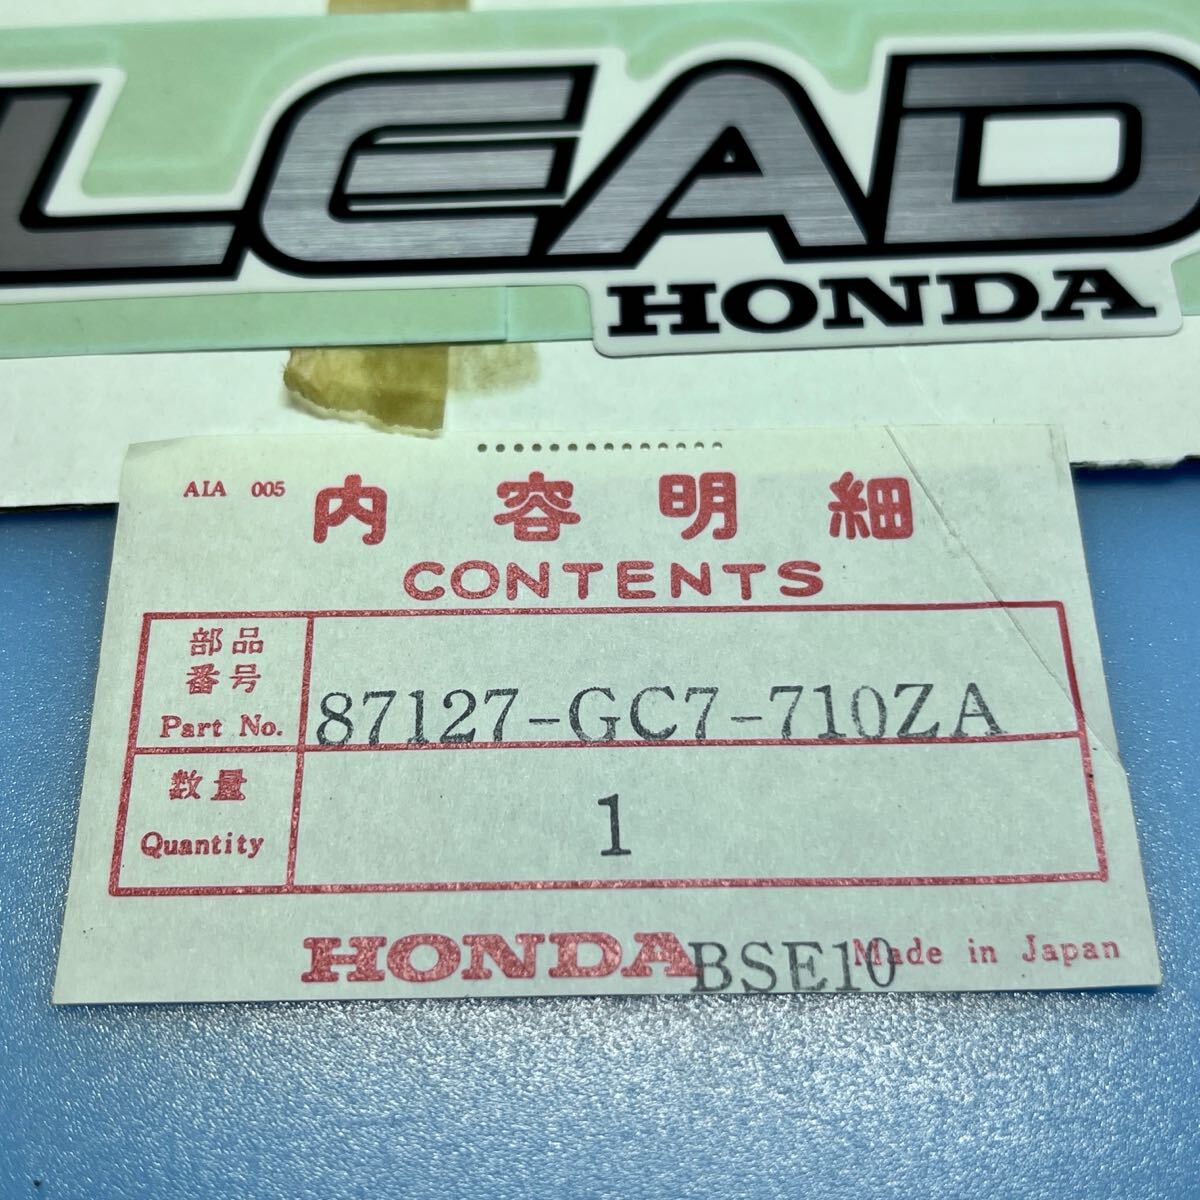 LEAD
HONDA
AIA 005
内容明細
CONTENTS
部品
番号
Part No.
87127-GC7-710ZA
数量
Quantity
1
HONDA BSE10 Made in Japan